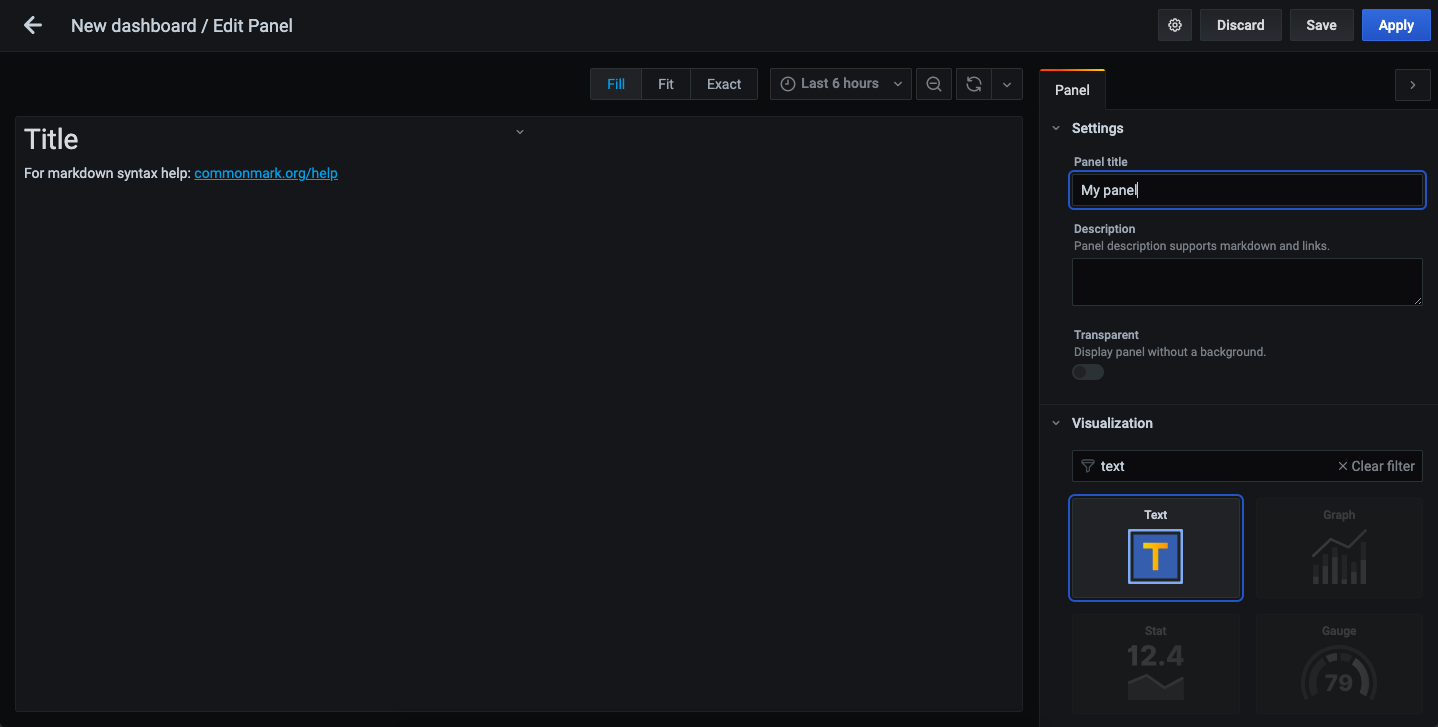 New dashboard / Edit Panel
Discard
Save
Apply
Fill
Fit
Exact
Last 6 hours
Title
For markdown syntax help: commonmark.org/help
Panel
Settings
Panel title
My panel
Description
Panel description supports markdown and links.
Transparent
Display panel without a background.
Visualization
text
Clear filter
Text
T
Graph
Stat
12.4
Gauge
79